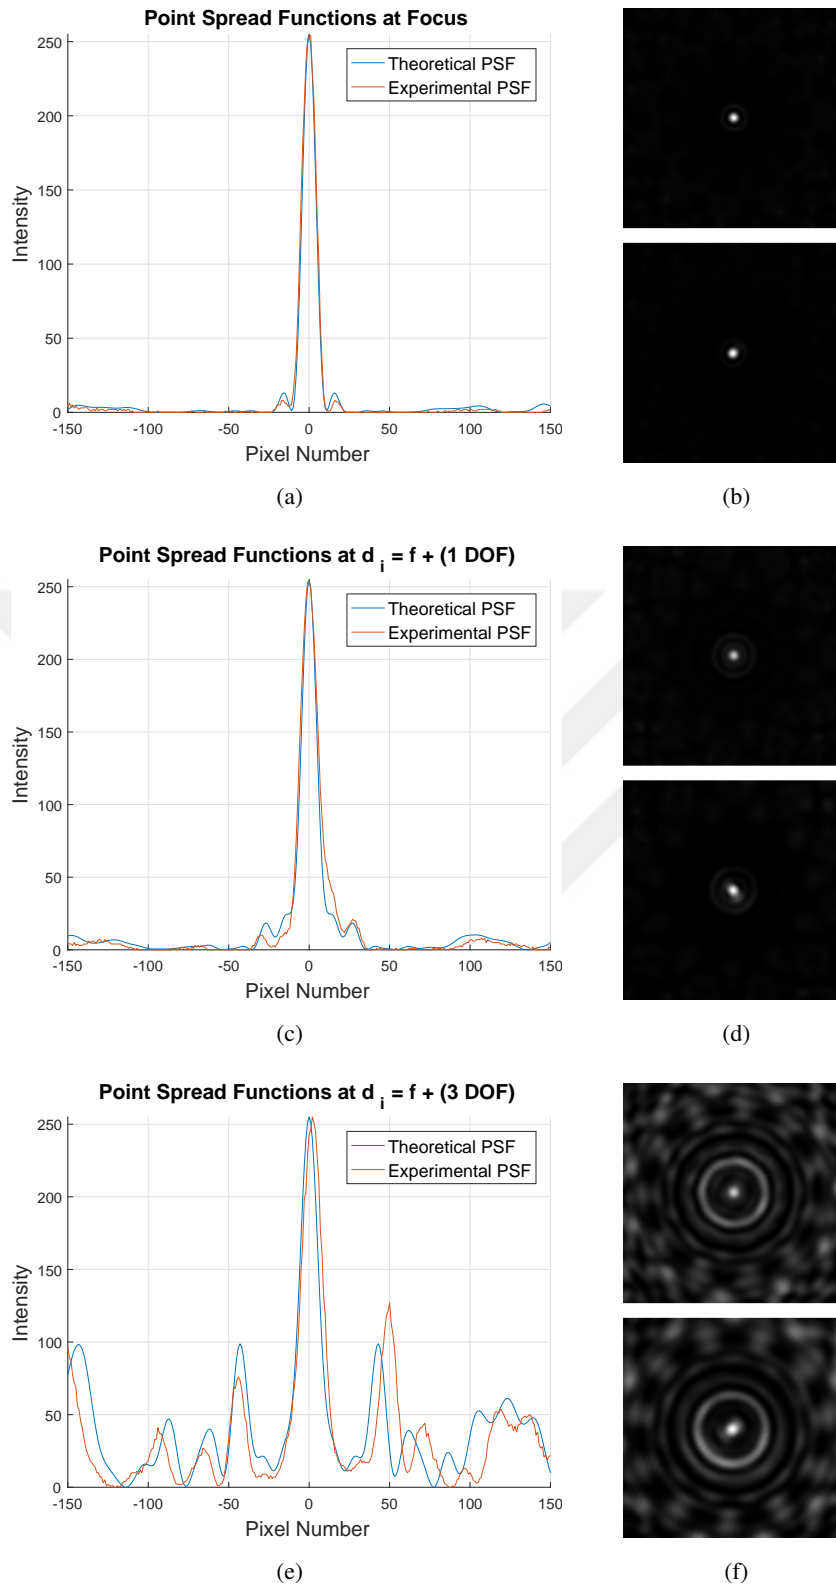 Point Spread Functions at Focus
250
200
150
100
50
0
Intensity
Theoretical PSF
Experimental PSF
-150 -100 -50 0 50 100 150
Pixel Number
(a)
(b)
Point Spread Functions at d i = f + (1 DOF)
250
200
150
100
50
0
Intensity
Theoretical PSF
Experimental PSF
-150 -100 -50 0 50 100 150
Pixel Number
(c)
(d)
Point Spread Functions at d i = f + (3 DOF)
250
200
150
100
50
0
Intensity
Theoretical PSF
Experimental PSF
-150 -100 -50 0 50 100 150
Pixel Number
(e)
(f)